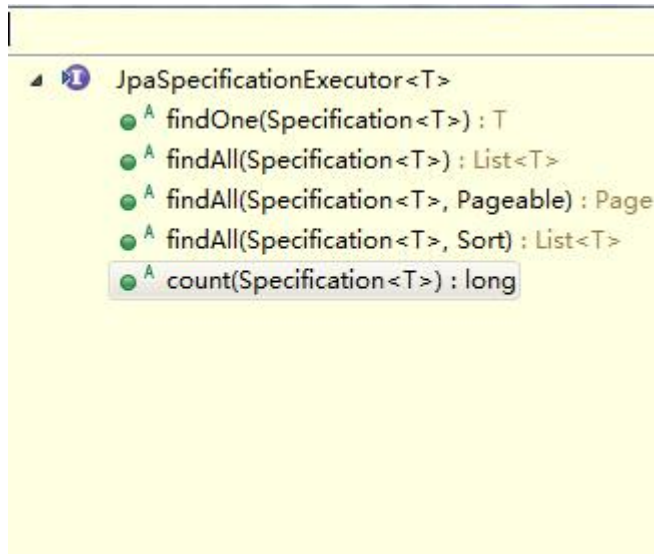 JpaSpecificationExecutor<T>
findOne(Specification<T>) : T
findAll(Specification<T>) : List<T>
findAll(Specification<T>, Pageable) : Page
findAll(Specification<T>, Sort) : List<T>
count(Specification<T>) : long